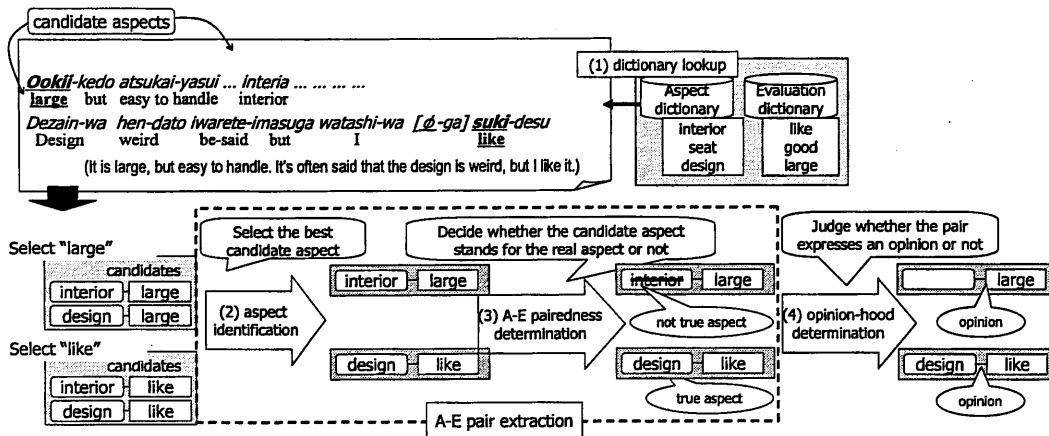 candidate aspects
(1) dictionary lookup
Ookii-kedo atsukai-yasui ... interia ... ... ... ...
large but easy to handle interior
Dezain-wa hen-dato iwarete-imasuga watashi-wa [ϕ-ga] suki-desu
Design weird be-said but I like
(It is large, but easy to handle. It's often said that the design is weird, but I like it.)
Aspect
dictionary
interior
seat
design
Evaluation
dictionary
like
good
large
Select "large"
candidates
interior large
design large
Select "like"
candidates
interior like
design like
Select the best
candidate aspect
(2) aspect
identification
interior large
design like
Decide whether the candidate aspect
stands for the real aspect or not
(3) A-E pairedness
determination
interior large
not true aspect
design like
true aspect
A-E pair extraction
Judge whether the pair
expresses an opinion or not
(4) opinion-hood
determination
large
opinion
design like
opinion